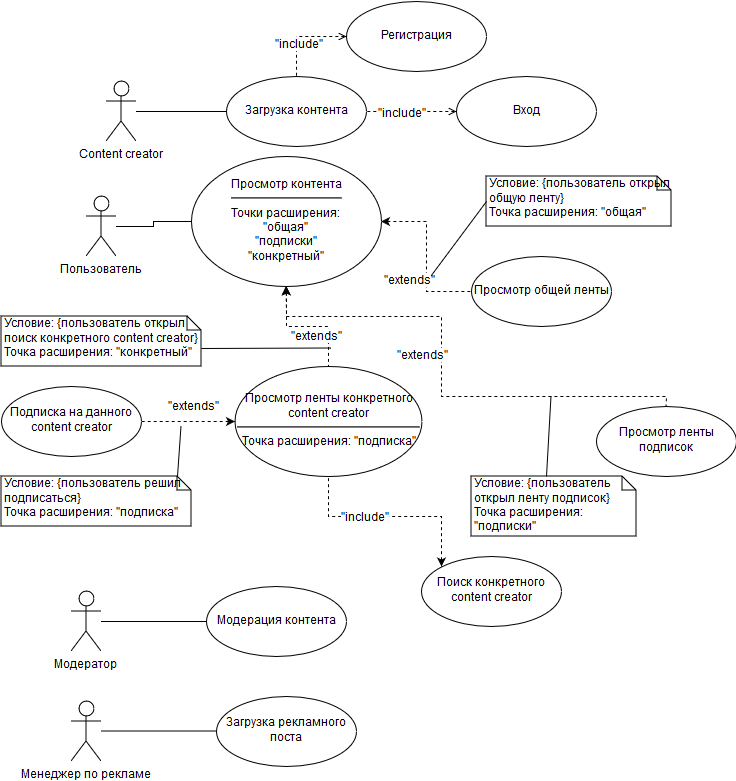 Регистрация
"include"
Загрузка контента
"include"
Вход
Content creator
Просмотр контента
Точки расширения:
"общая"
"подписки"
"конкретный"
Пользователь
Условие: {пользователь открыл
общую ленту}
Точка расширения: "общая"
"extends"
Просмотр общей ленты
Условие: {пользователь открыл
поиск конкретного content creator}
Точка расширения: "конкретный"
"extends"
"extends"
Подписка на данного
content creator
"extends"
Просмотр ленты конкретного
content creator
Точка расширения: "подписка"
Просмотр ленты
подписок
Условие: {пользователь решил
подписаться}
Точка расширения: "подписка"
"include"
Условие: {пользователь
открыл ленту подписок}
Точка расширения:
"подписки"
Поиск конкретного
content creator
Модерация контента
Модератор
Загрузка рекламного
поста
Менеджер по рекламе